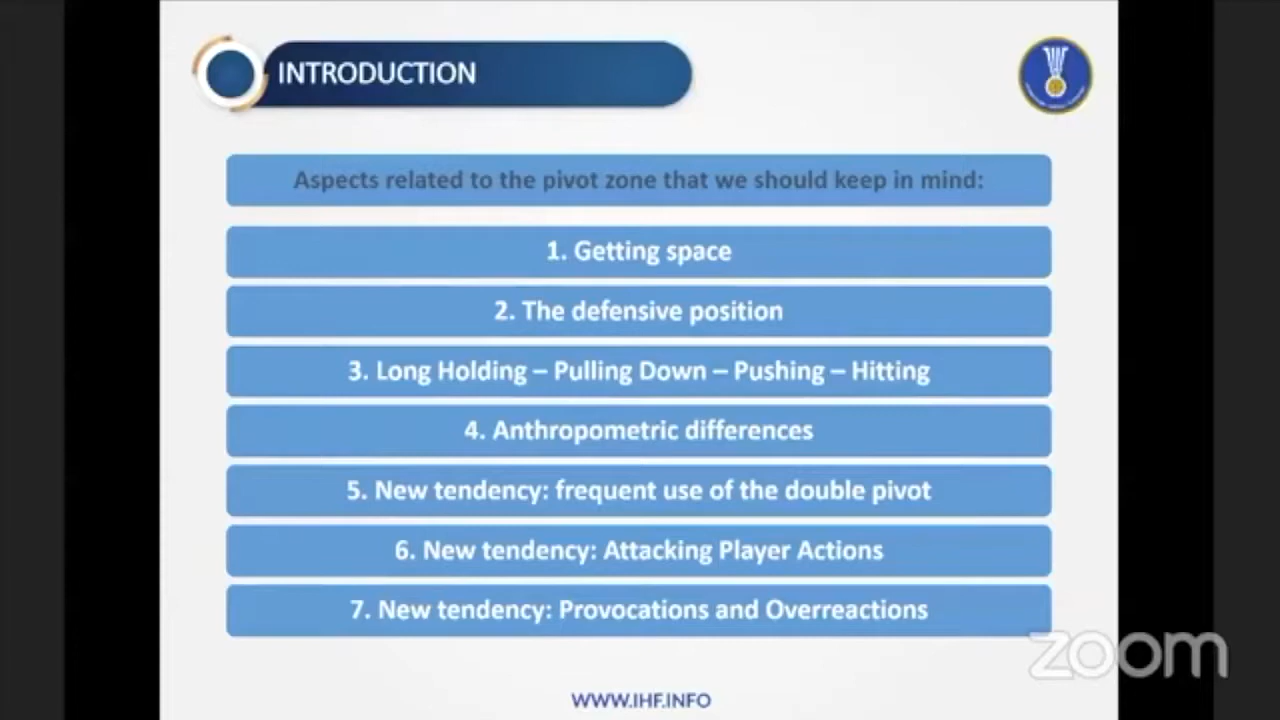 INTRODUCTION
Aspects related to the pivot zone that we should keep in mind:
1. Getting space
2. The defensive position
3. Long Holding – Pulling Down – Pushing – Hitting
4. Anthropometric differences
5. New tendency: frequent use of the double pivot
6. New tendency: Attacking Player Actions
7. New tendency: Provocations and Overreactions
zoom
WWW.IHF.INFO